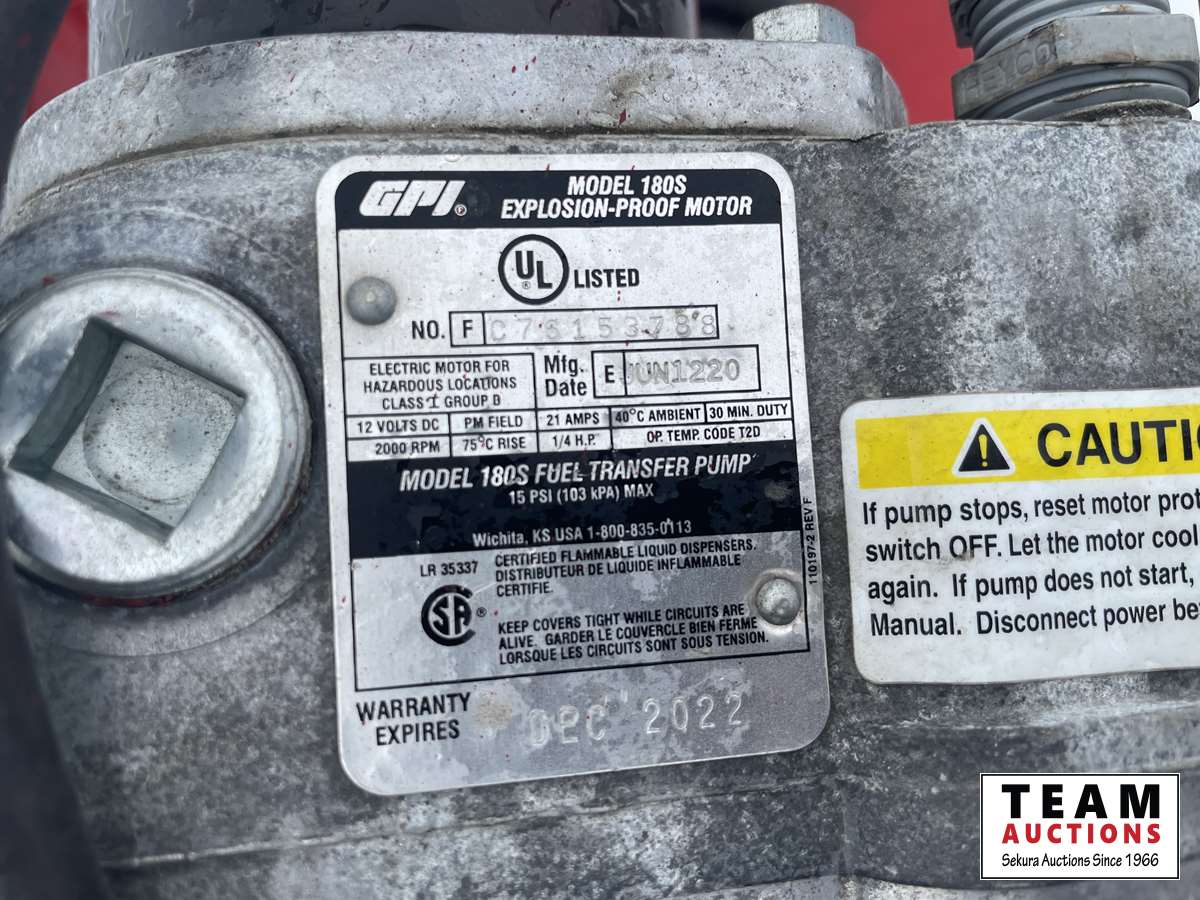 HEYCO
GPI®
MODEL 180S
EXPLOSION-PROOF MOTOR
UL ® LISTED
NO. F C76153788
ELECTRIC MOTOR FOR
HAZARDOUS LOCATIONS
CLASS I GROUP D
Mfg.
Date E JUN1220
12 VOLTS DC PM FIELD 21 AMPS 40°C AMBIENT 30 MIN. DUTY
2000 RPM 75°C RISE 1/4 H.P. OP. TEMP. CODE T2D
MODEL 180S FUEL TRANSFER PUMP
15 PSI (103 kPA) MAX
Wichita, KS USA 1-800-835-0113
LR 35337
CERTIFIED FLAMMABLE LIQUID DISPENSERS.
DISTRIBUTEUR DE LIQUIDE INFLAMMABLE
CERTIFIE.
SA ®
KEEP COVERS TIGHT WHILE CIRCUITS ARE
ALIVE. GARDER LE COUVERCLE BIEN FERME
LORSQUE LES CIRCUITS SONT SOUS TENSION.
110197-2 REV F
WARRANTY
EXPIRES DEC 2022
CAUTIO
If pump stops, reset motor prot
switch OFF. Let the motor cool
again. If pump does not start,
Manual. Disconnect power be
TEAM
AUCTIONS
Sekura Auctions Since 1966